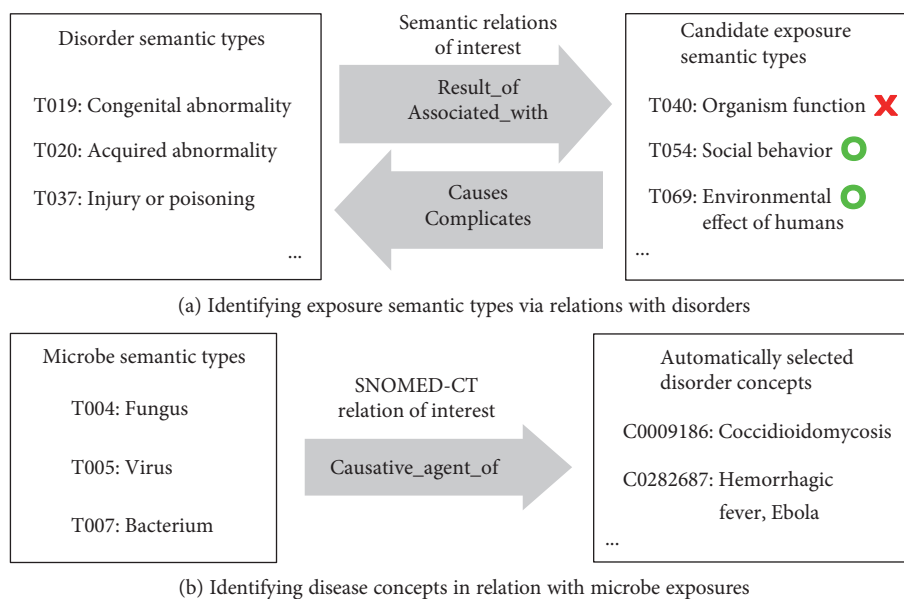 Disorder semantic types
T019: Congenital abnormality
T020: Acquired abnormality
T037: Injury or poisoning
...
Semantic relations
of interest
Result_of
Associated_with
Causes
Complicates
Candidate exposure
semantic types
T040: Organism function X
T054: Social behavior O
T069: Environmental O
effect of humans
...
(a) Identifying exposure semantic types via relations with disorders
Microbe semantic types
T004: Fungus
T005: Virus
T007: Bacterium
SNOMED-CT
relation of interest
Causative_agent_of
Automatically selected
disorder concepts
C0009186: Coccidioidomycosis
C0282687: Hemorrhagic
fever, Ebola
...
(b) Identifying disease concepts in relation with microbe exposures